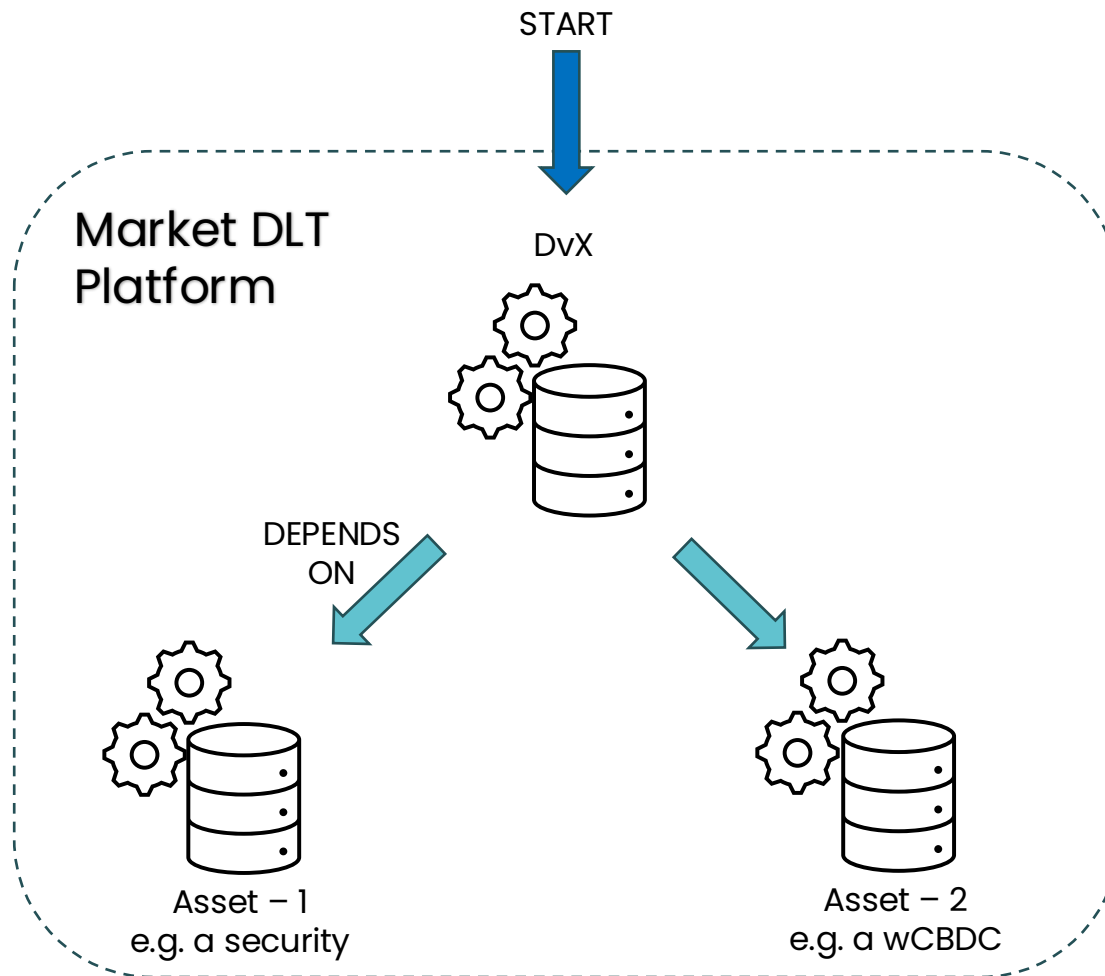 START
Market DLT
Platform
DvX
DEPENDS
ON
Asset – 1
e.g. a security
Asset – 2
e.g. a wCBDC